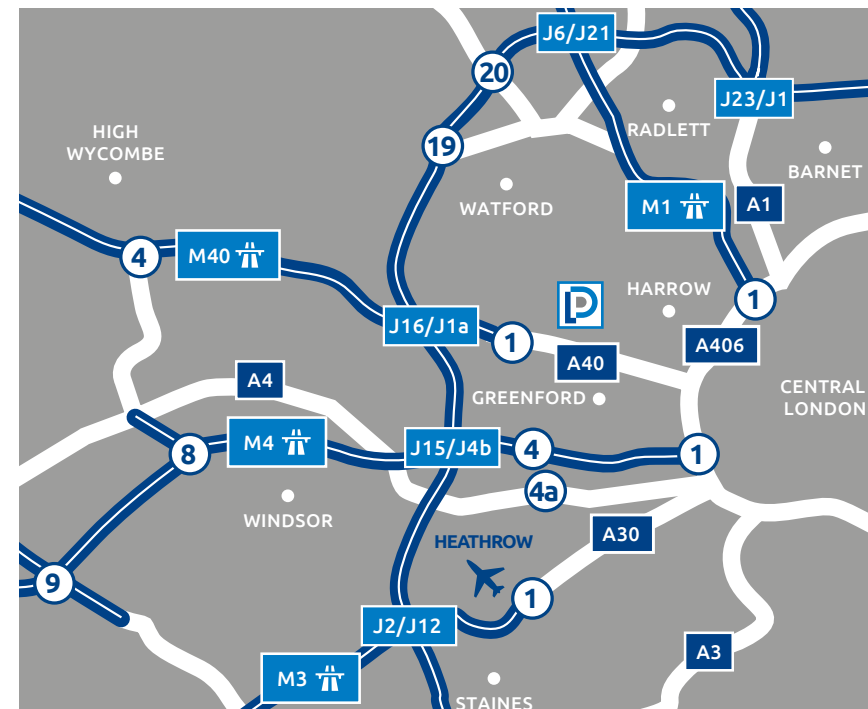 J6/J21
20
J23/J1
RADLETT
HIGH
WYCOMBE
19
BARNET
WATFORD
M1
A1
4
M40
HARROW
1
J16/J1a
1
A406
A40
A4
GREENFORD
CENTRAL
LONDON
M4
8
J15/J4b
4
1
4a
WINDSOR
HEATHROW
A30
9
1
J2/J12
A3
M3
STAINES